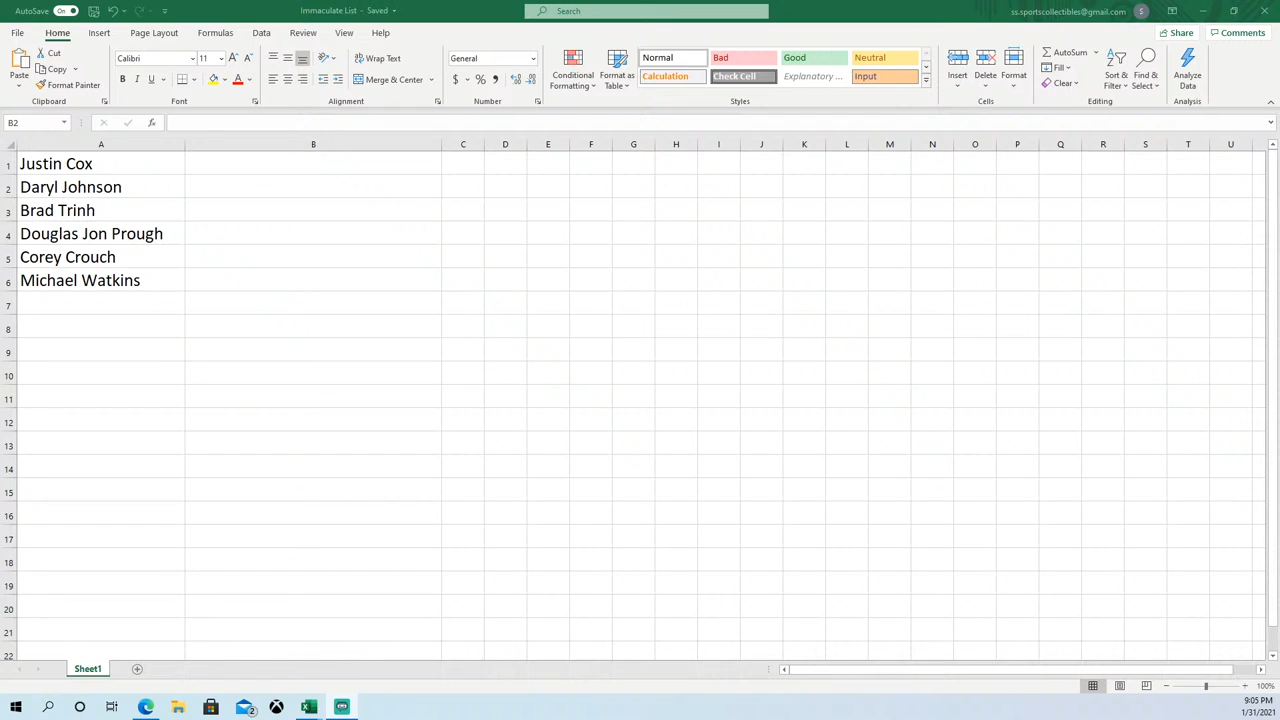 AutoSave On Immaculate List - Saved Search ss.sportscollectibles@gmail.com S
File Home Insert Page Layout Formulas Data Review View Help Share Comments
Paste Cut Copy Format Painter Clipboard
Calibri 11 B I U A Font
Wrap Text Merge & Center Alignment
General $ % , Number
Conditional Formatting Format as Table
Normal Bad Good Neutral
Calculation Check Cell Explanatory ... Input
Styles
Insert Delete Format Cells
AutoSum Fill Clear Sort & Filter Find & Select Editing
Analyze Data Analysis
B2 fx
A B C D E F G H I J K L M N O P Q R S T U
1 Justin Cox
2 Daryl Johnson
3 Brad Trinh
4 Douglas Jon Prough
5 Corey Crouch
6 Michael Watkins
7
8
9
10
11
12
13
14
15
16
17
18
19
20
21
22
Sheet1
100%
2
9:05 PM
1/31/2021